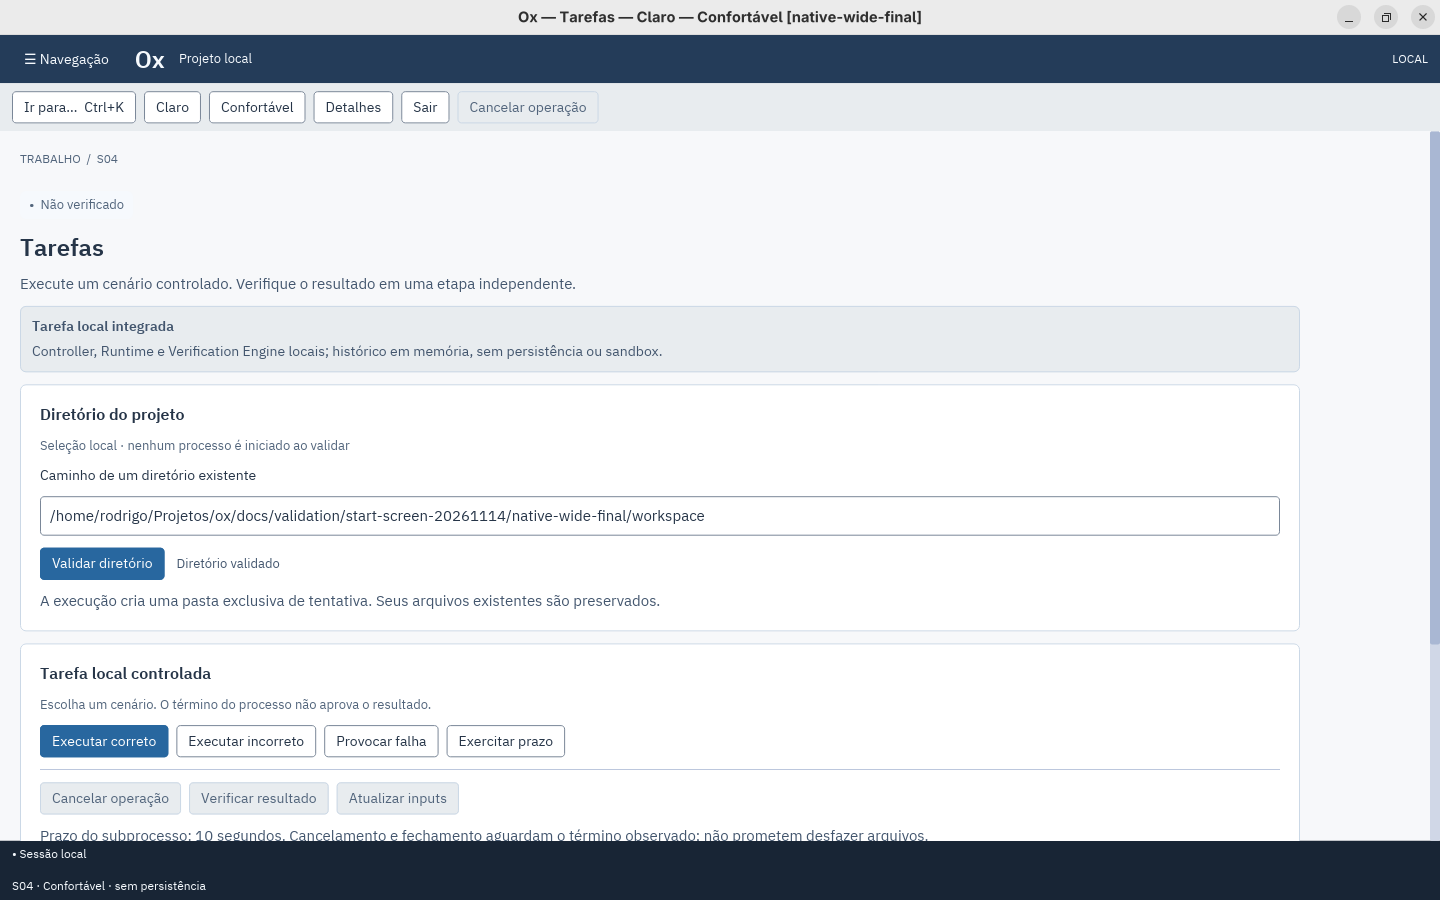 Ox — Tarefas — Claro — Confortável [native-wide-final]
☰ Navegação Ox Projeto local LOCAL
Ir para... Ctrl+K Claro Confortável Detalhes Sair Cancelar operação
TRABALHO / S04
• Não verificado
Tarefas
Execute um cenário controlado. Verifique o resultado em uma etapa independente.
Tarefa local integrada
Controller, Runtime e Verification Engine locais; histórico em memória, sem persistência ou sandbox.
Diretório do projeto
Seleção local · nenhum processo é iniciado ao validar
Caminho de um diretório existente
/home/rodrigo/Projetos/ox/docs/validation/start-screen-20261114/native-wide-final/workspace
Validar diretório Diretório validado
A execução cria uma pasta exclusiva de tentativa. Seus arquivos existentes são preservados.
Tarefa local controlada
Escolha um cenário. O término do processo não aprova o resultado.
Executar correto Executar incorreto Provocar falha Exercitar prazo
Cancelar operação Verificar resultado Atualizar inputs
Prazo do subprocesso: 10 segundos. Cancelamento e fechamento aguardam o término observado; não prometem desfazer arquivos.
• Sessão local
S04 · Confortável · sem persistência